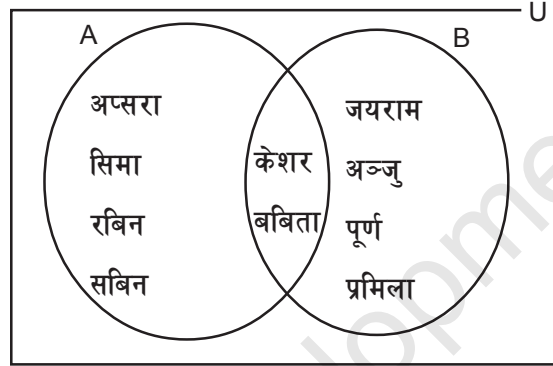 U
A
B
अप्सरा
सिमा
रबिन
सबिन
केशर
बबिता
जयराम
अञ्जु
पूर्ण
प्रमिला